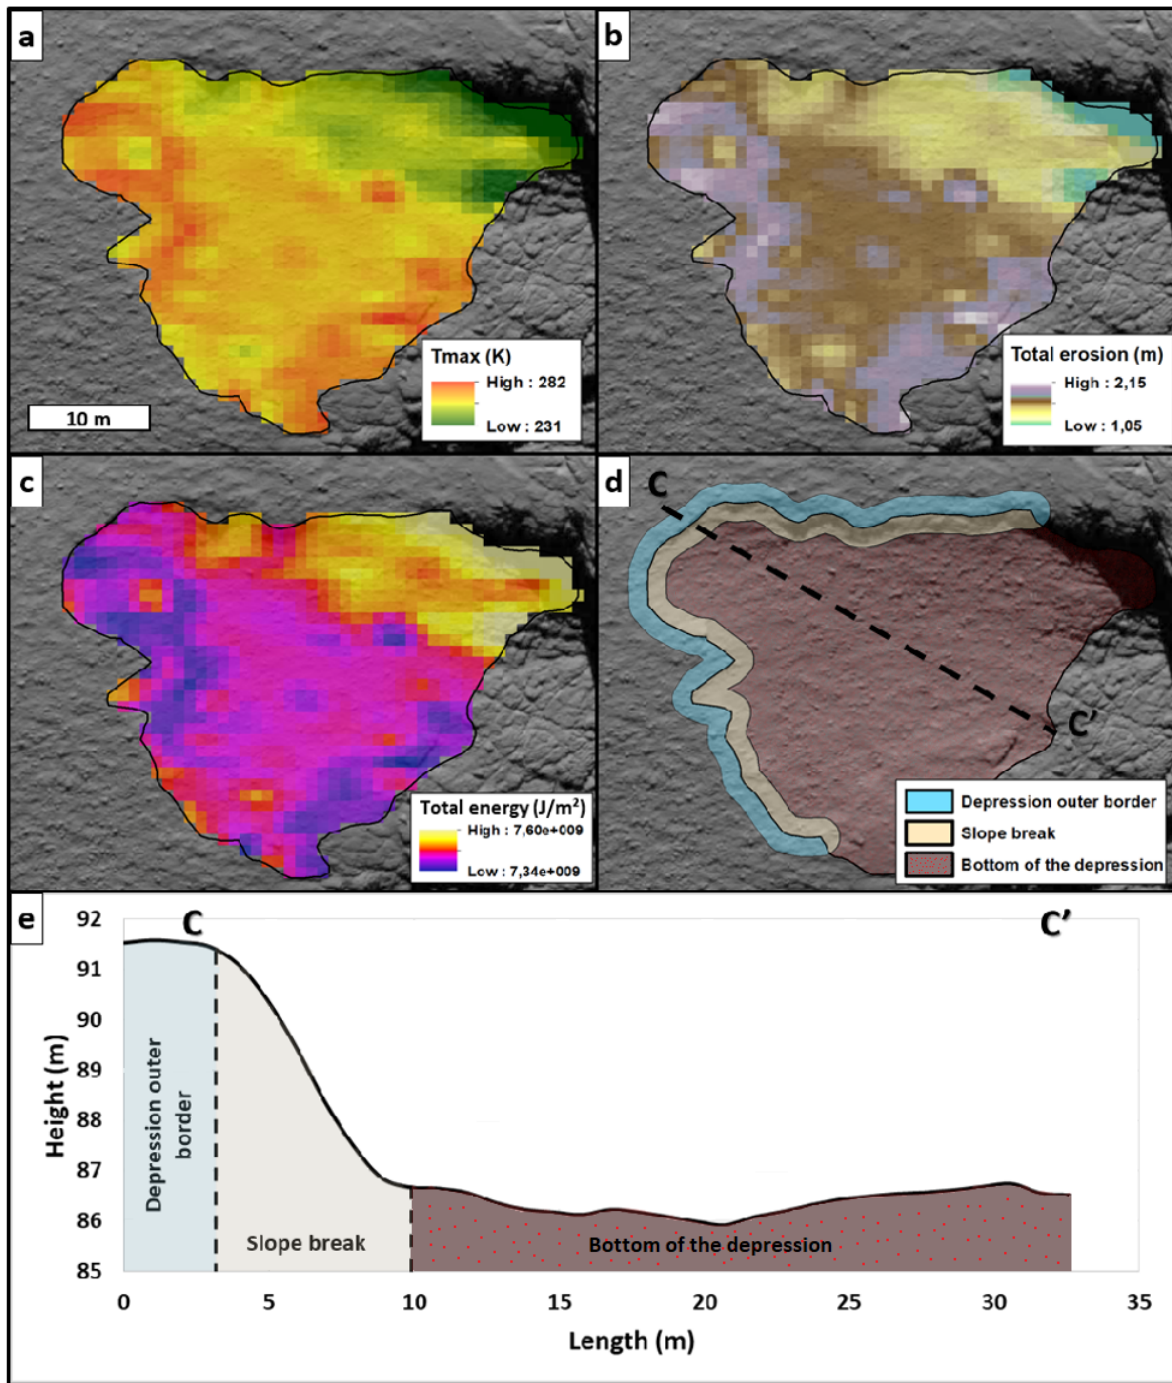 a
Tmax (K)
High : 282
Low : 231
10 m
b
Total erosion (m)
High : 2,15
Low : 1,05
c
Total energy (J/m²)
High : 7,60e+009
Low : 7,34e+009
d
C
C'
Depression outer border
Slope break
Bottom of the depression
e
C
C'
92
91
90
89
88
87
86
85
Height (m)
Depression outer
border
Slope break
Bottom of the depression
0
5
10
15
20
25
30
35
Length (m)